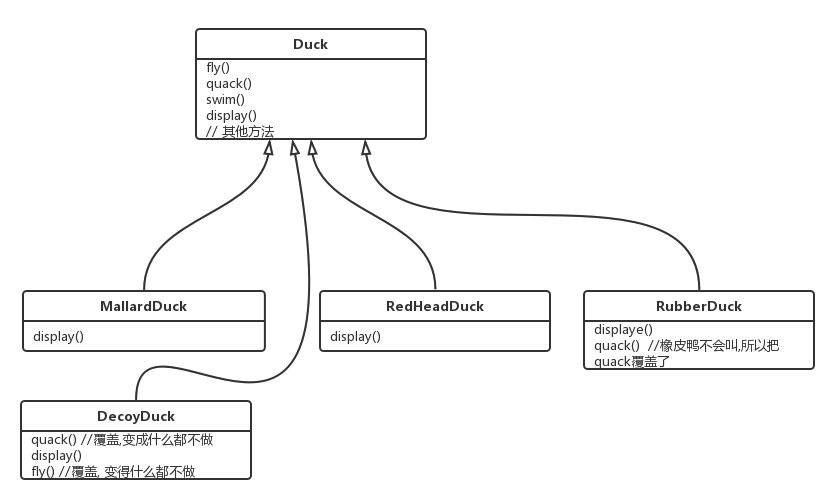 Duck
fly()
quack()
swim()
display()
// 其他方法
MallardDuck
display()
RedHeadDuck
display()
RubberDuck
displaye()
quack() //橡皮鸭不会叫,所以把
quack覆盖了
DecoyDuck
quack() //覆盖,变成什么都不做
display()
fly() //覆盖, 变得什么都不做